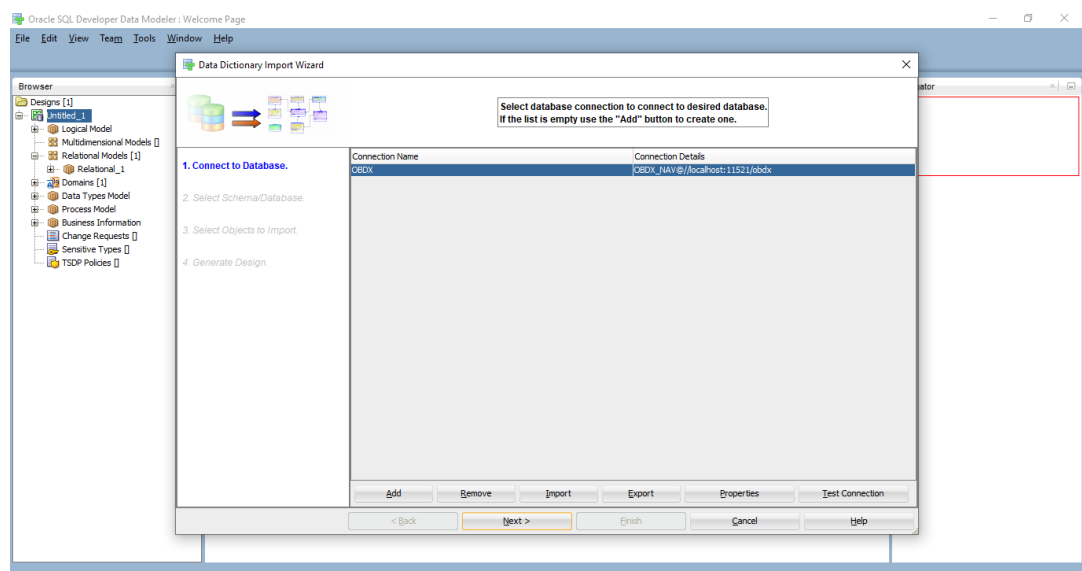 Oracle SQL Developer Data Modeler : Welcome Page
File Edit View Team Tools Window Help
Data Dictionary Import Wizard
Browser
Designs [1]
Untitled_1
Logical Model
Multidimensional Models []
Relational Models [1]
Relational_1
Domains [1]
Data Types Model
Process Model
Business Information
Change Requests []
Sensitive Types []
TSDP Policies []
Select database connection to connect to desired database.
If the list is empty use the "Add" button to create one.
1. Connect to Database.
2. Select Schema/Database.
3. Select Objects to Import.
4. Generate Design.
Connection Name Connection Details
OBDX OBDX_NAV@//localhost:11521/obdx
Add Remove Import Export Properties Test Connection
< Back Next > Finish Cancel Help